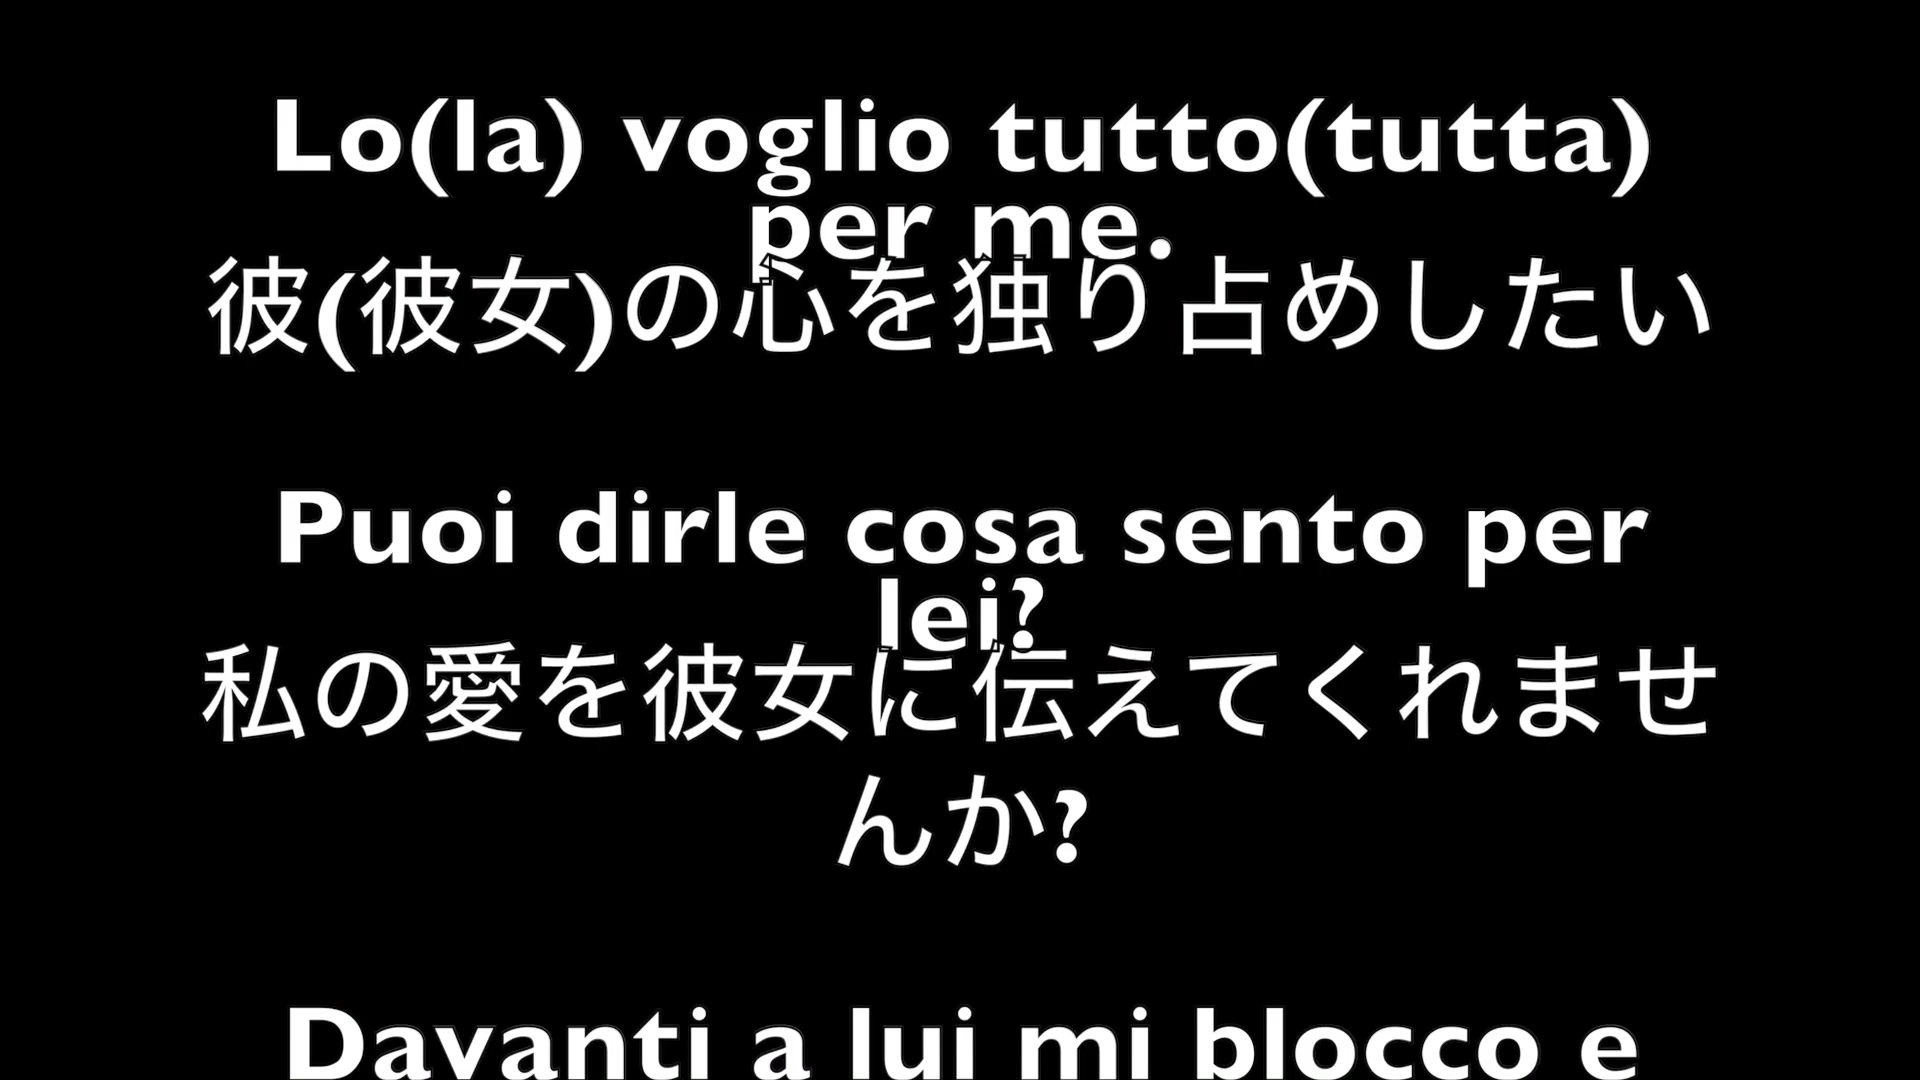 Lo(la) voglio tutto(tutta)
per me.
彼(彼女)の心を独り占めしたい
Puoi dirle cosa sento per
lei?
私の愛を彼女に伝えてくれませ
んか?
Davanti a lui mi blocco e